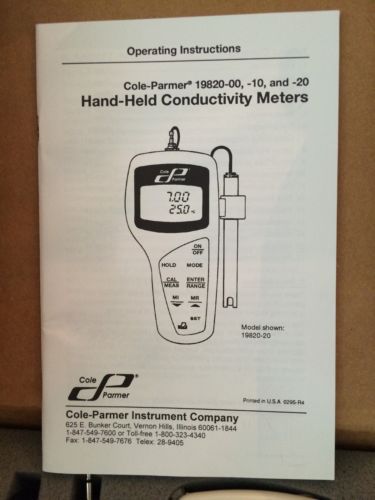 Operating Instructions
Cole-Parmer® 19820-00, -10, and -20
Hand-Held Conductivity Meters
Cole
Parmer
7.00
25.0 °C
ON
OFF
HOLD MODE
CAL ENTER
MEAS RANGE
MI MR
SET
Model shown:
19820-20
Cole
Parmer
®
Printed in U.S.A 0295-R4
Cole-Parmer Instrument Company
625 E. Bunker Court, Vernon Hills, Illinois 60061-1844
1-847-549-7600 or Toll-free 1-800-323-4340
Fax: 1-847-549-7676 Telex: 28-9405